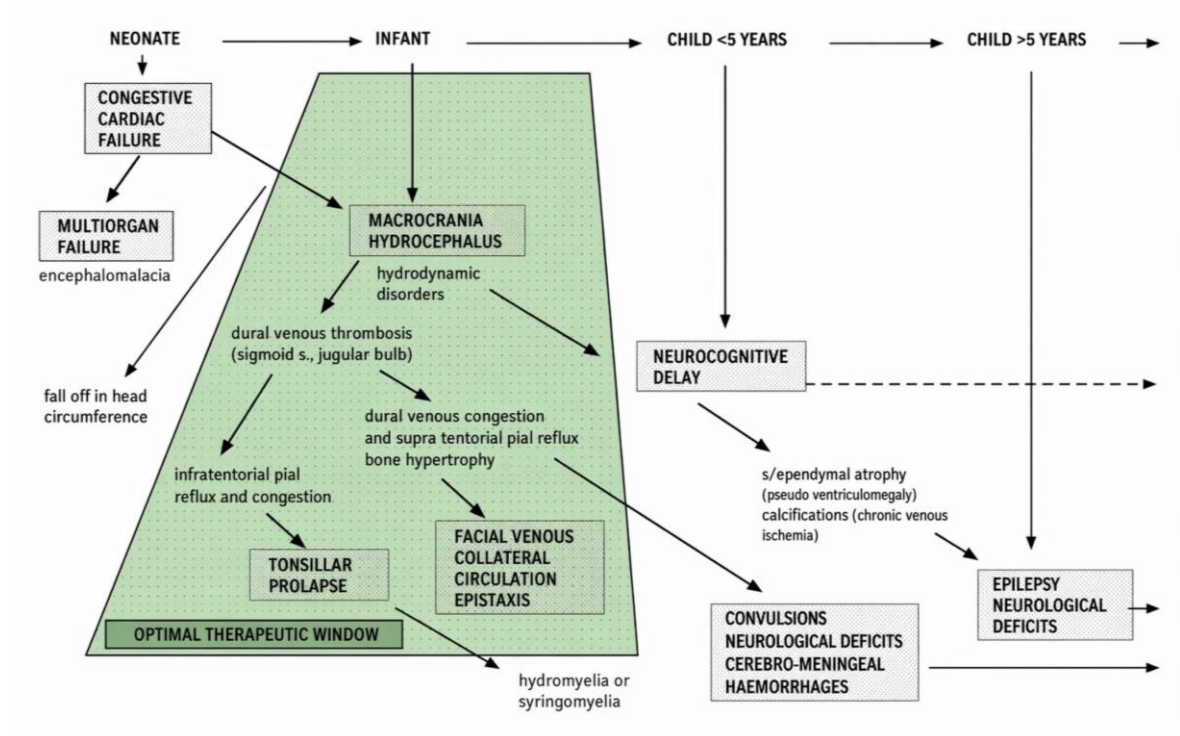 NEONATE
INFANT
CHILD <5 YEARS
CHILD >5 YEARS
CONGESTIVE
CARDIAC
FAILURE
MULTIORGAN
FAILURE
encephalomalacia
fall off in head
circumference
MACROCRANIA
HYDROCEPHALUS
hydrodynamic
disorders
dural venous thrombosis
(sigmoid s., jugular bulb)
infratentorial pial
reflux and congestion
dural venous congestion
and supra tentorial pial reflux
bone hypertrophy
TONSILLAR
PROLAPSE
FACIAL VENOUS
COLLATERAL
CIRCULATION
EPISTAXIS
OPTIMAL THERAPEUTIC WINDOW
hydromyelia or
syringomyelia
NEUROCOGNITIVE
DELAY
s/ependymal atrophy
(pseudo ventriculomegaly)
calcifications (chronic venous
ischemia)
CONVULSIONS
NEUROLOGICAL DEFICITS
CEREBRO-MENINGEAL
HAEMORRHAGES
EPILEPSY
NEUROLOGICAL
DEFICITS